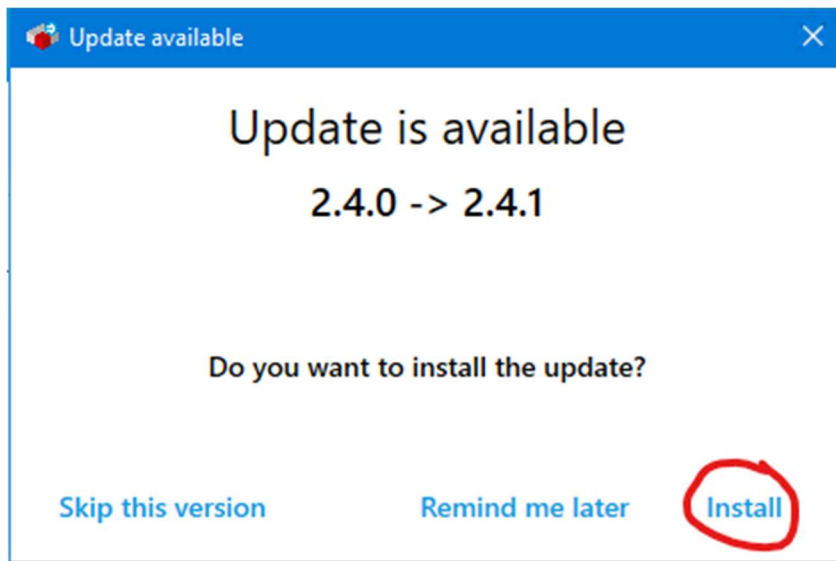 Update available
Update is available
2.4.0 -> 2.4.1
Do you want to install the update?
Skip this version Remind me later Install